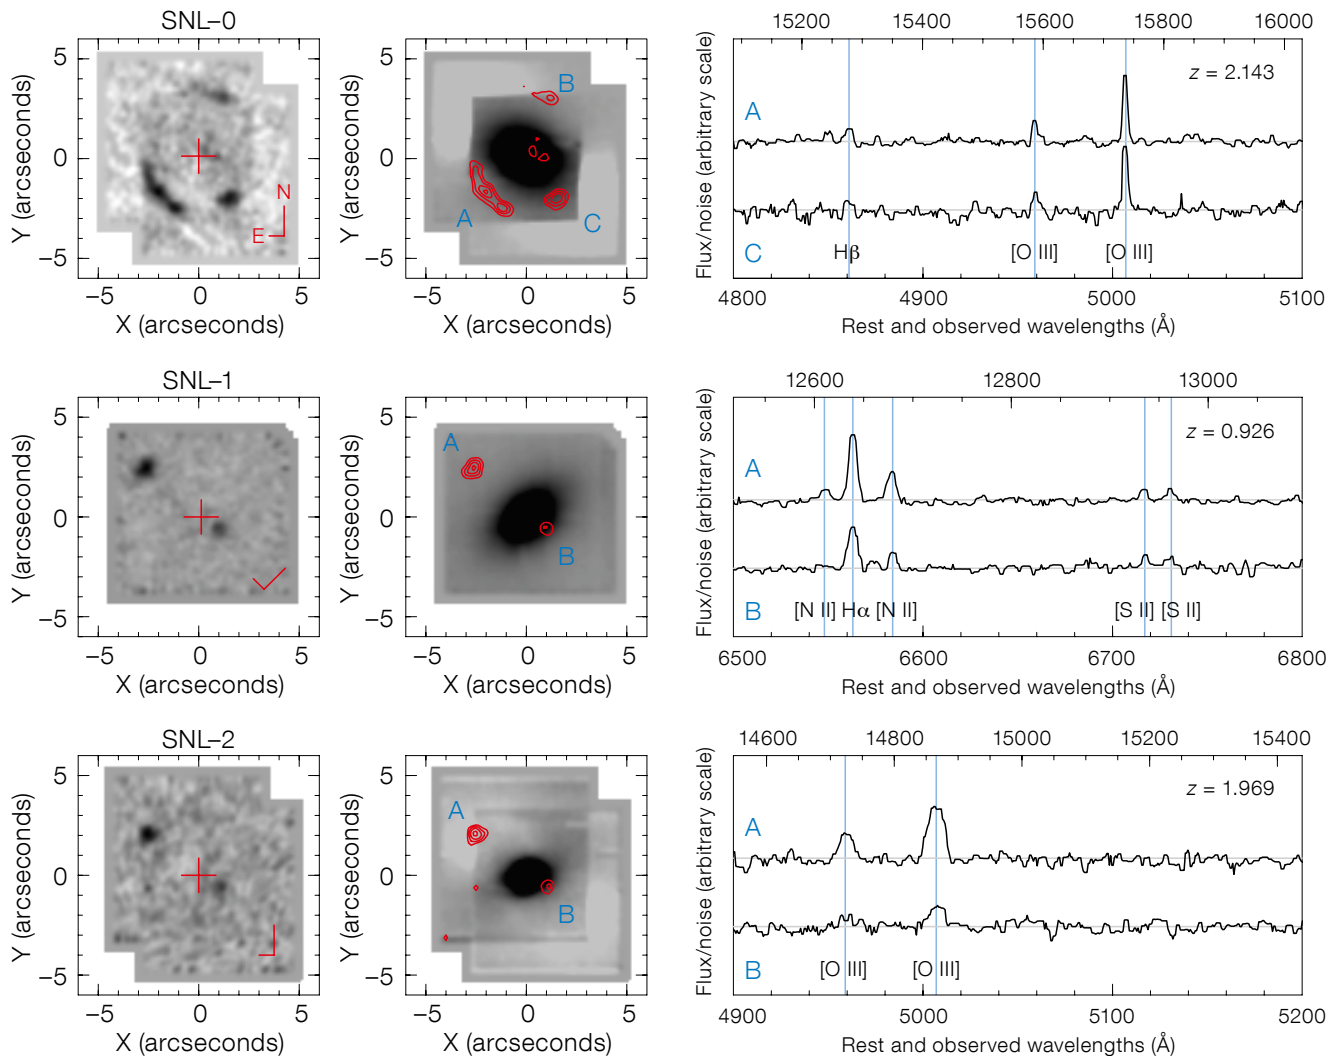 SNL–0
5
0
−5
Y (arcseconds)
−5 0 5
X (arcseconds)
N
E
5
0
−5
Y (arcseconds)
A
B
C
−5 0 5
X (arcseconds)
15200 15400 15600 15800 16000
Flux/noise (arbitrary scale)
z = 2.143
A
C
Hβ [O III] [O III]
4800 4900 5000 5100
Rest and observed wavelengths (Å)
SNL–1
5
0
−5
Y (arcseconds)
−5 0 5
X (arcseconds)
5
0
−5
Y (arcseconds)
A
B
−5 0 5
X (arcseconds)
12600 12800 13000
Flux/noise (arbitrary scale)
z = 0.926
A
B
[N II] Hα [N II] [S II] [S II]
6500 6600 6700 6800
Rest and observed wavelengths (Å)
SNL–2
5
0
−5
Y (arcseconds)
−5 0 5
X (arcseconds)
5
0
−5
Y (arcseconds)
A
B
−5 0 5
X (arcseconds)
14600 14800 15000 15200 15400
Flux/noise (arbitrary scale)
z = 1.969
A
B
[O III] [O III]
4900 5000 5100 5200
Rest and observed wavelengths (Å)